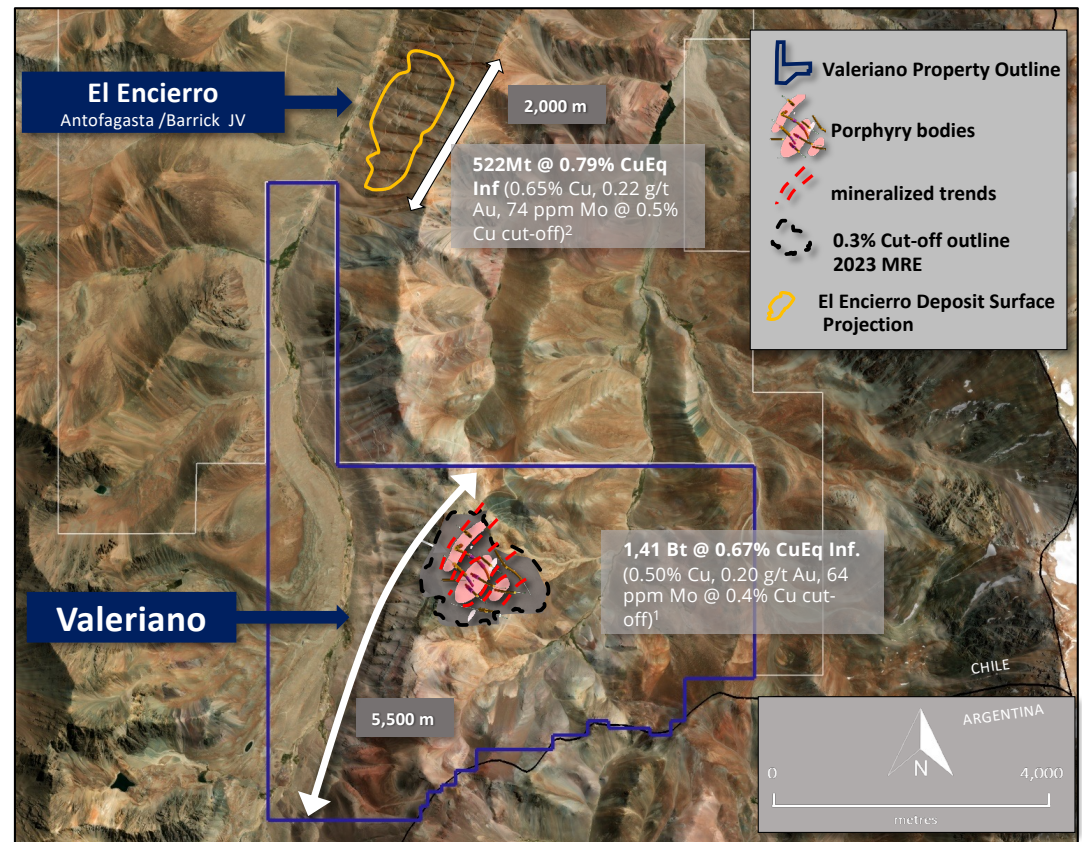 El Encierro
Antofagasta /Barrick JV
2,000 m
522Mt @ 0.79% CuEq
Inf (0.65% Cu, 0.22 g/t
Au, 74 ppm Mo @ 0.5%
Cu cut-off)2
Valeriano Property Outline
Porphyry bodies
mineralized trends
0.3% Cut-off outline
2023 MRE
El Encierro Deposit Surface
Projection
1,41 Bt @ 0.67% CuEq Inf.
(0.50% Cu, 0.20 g/t Au, 64
ppm Mo @ 0.4% Cu cut-
off)1
Valeriano
5,500 m
CHILE
ARGENTINA
N
0 4,000
metres